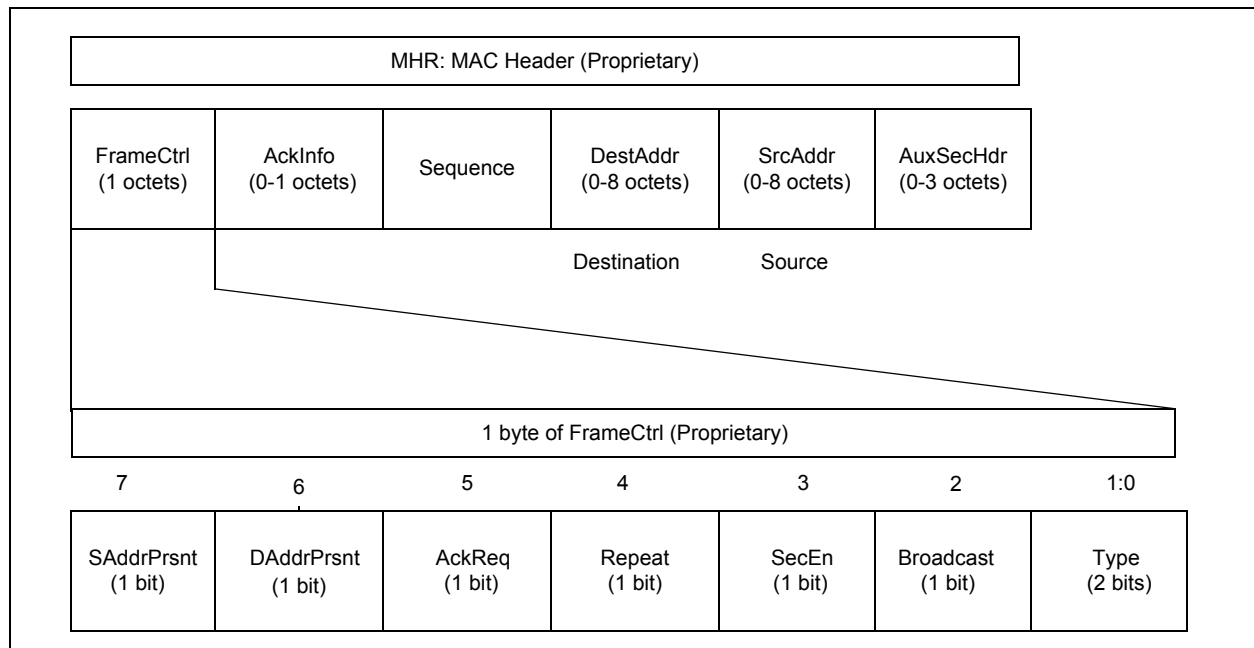 MHR: MAC Header (Proprietary)
FrameCtrl
(1 octets)
AckInfo
(0-1 octets)
Sequence
DestAddr
(0-8 octets)
SrcAddr
(0-8 octets)
AuxSecHdr
(0-3 octets)
Destination
Source
1 byte of FrameCtrl (Proprietary)
7
6
5
4
3
2
1:0
SAddrPrsnt
(1 bit)
DAddrPrsnt
(1 bit)
AckReq
(1 bit)
Repeat
(1 bit)
SecEn
(1 bit)
Broadcast
(1 bit)
Type
(2 bits)